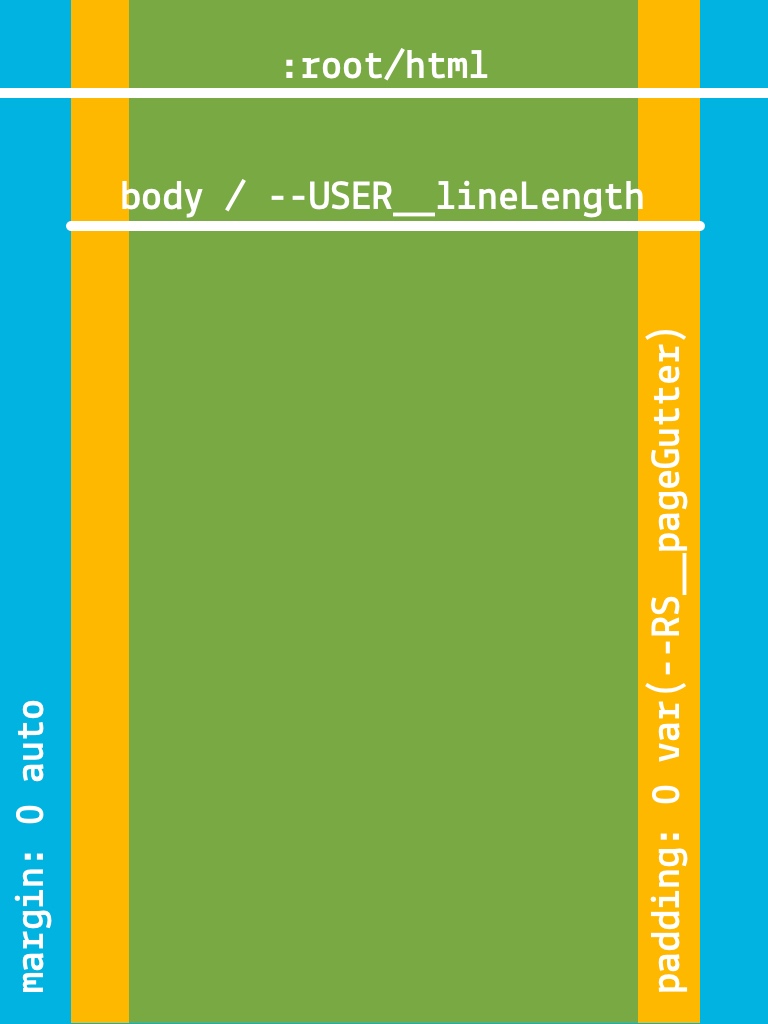 :root/html
body / --USER__lineLength
margin: 0 auto
padding: 0 var(--RS__pageGutter)